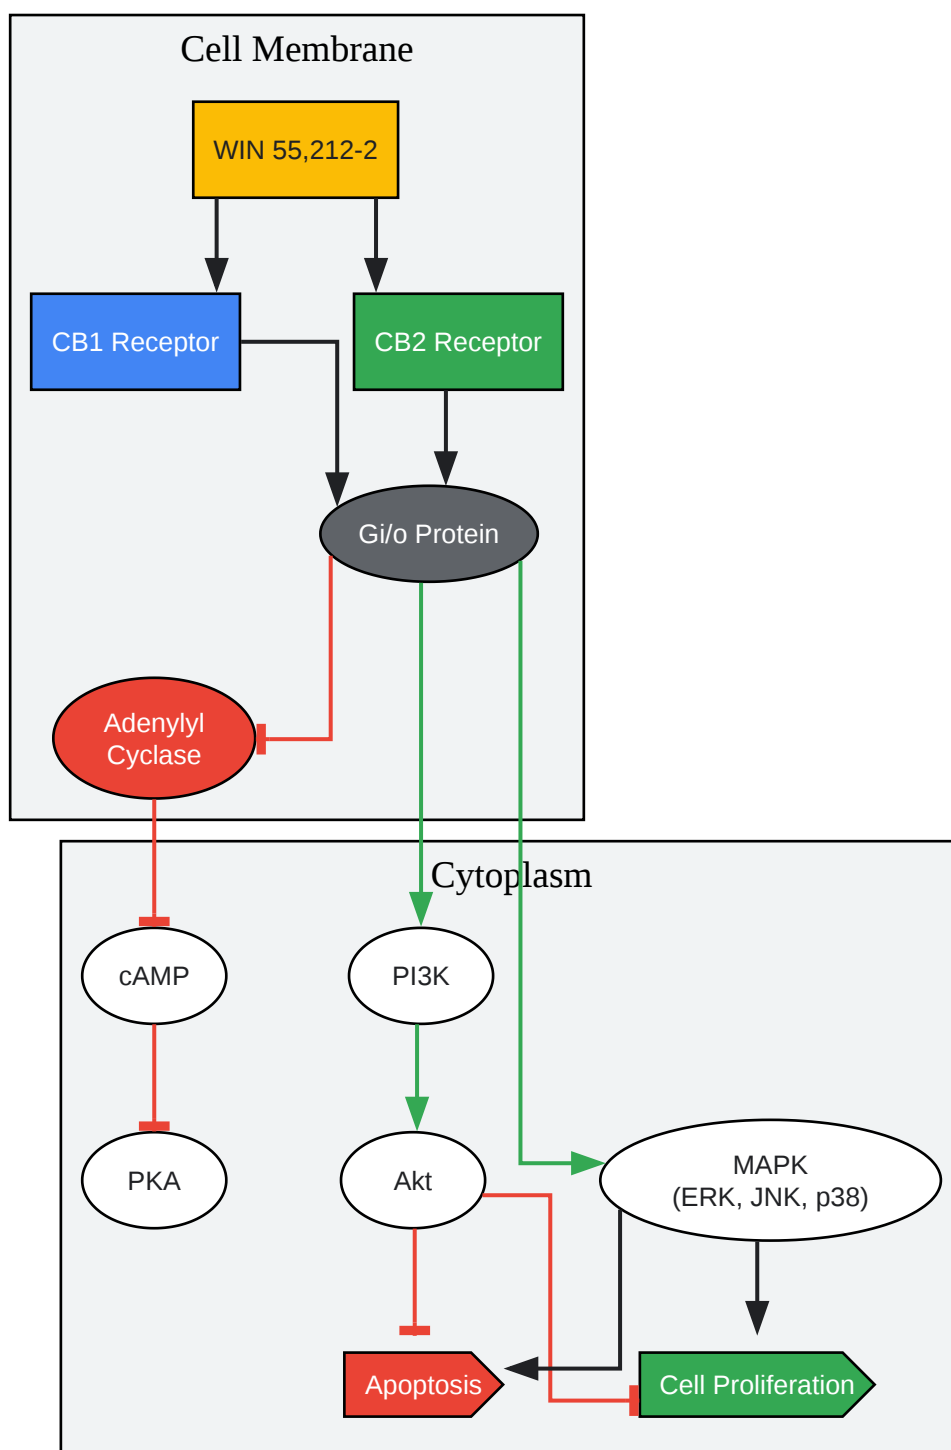 Cell Membrane
WIN 55,212-2
CB1 Receptor
CB2 Receptor
Gi/o Protein
Adenylyl
Cyclase
Cytoplasm
cAMP
PI3K
PKA
Akt
MAPK
(ERK, JNK, p38)
Apoptosis
Cell Proliferation